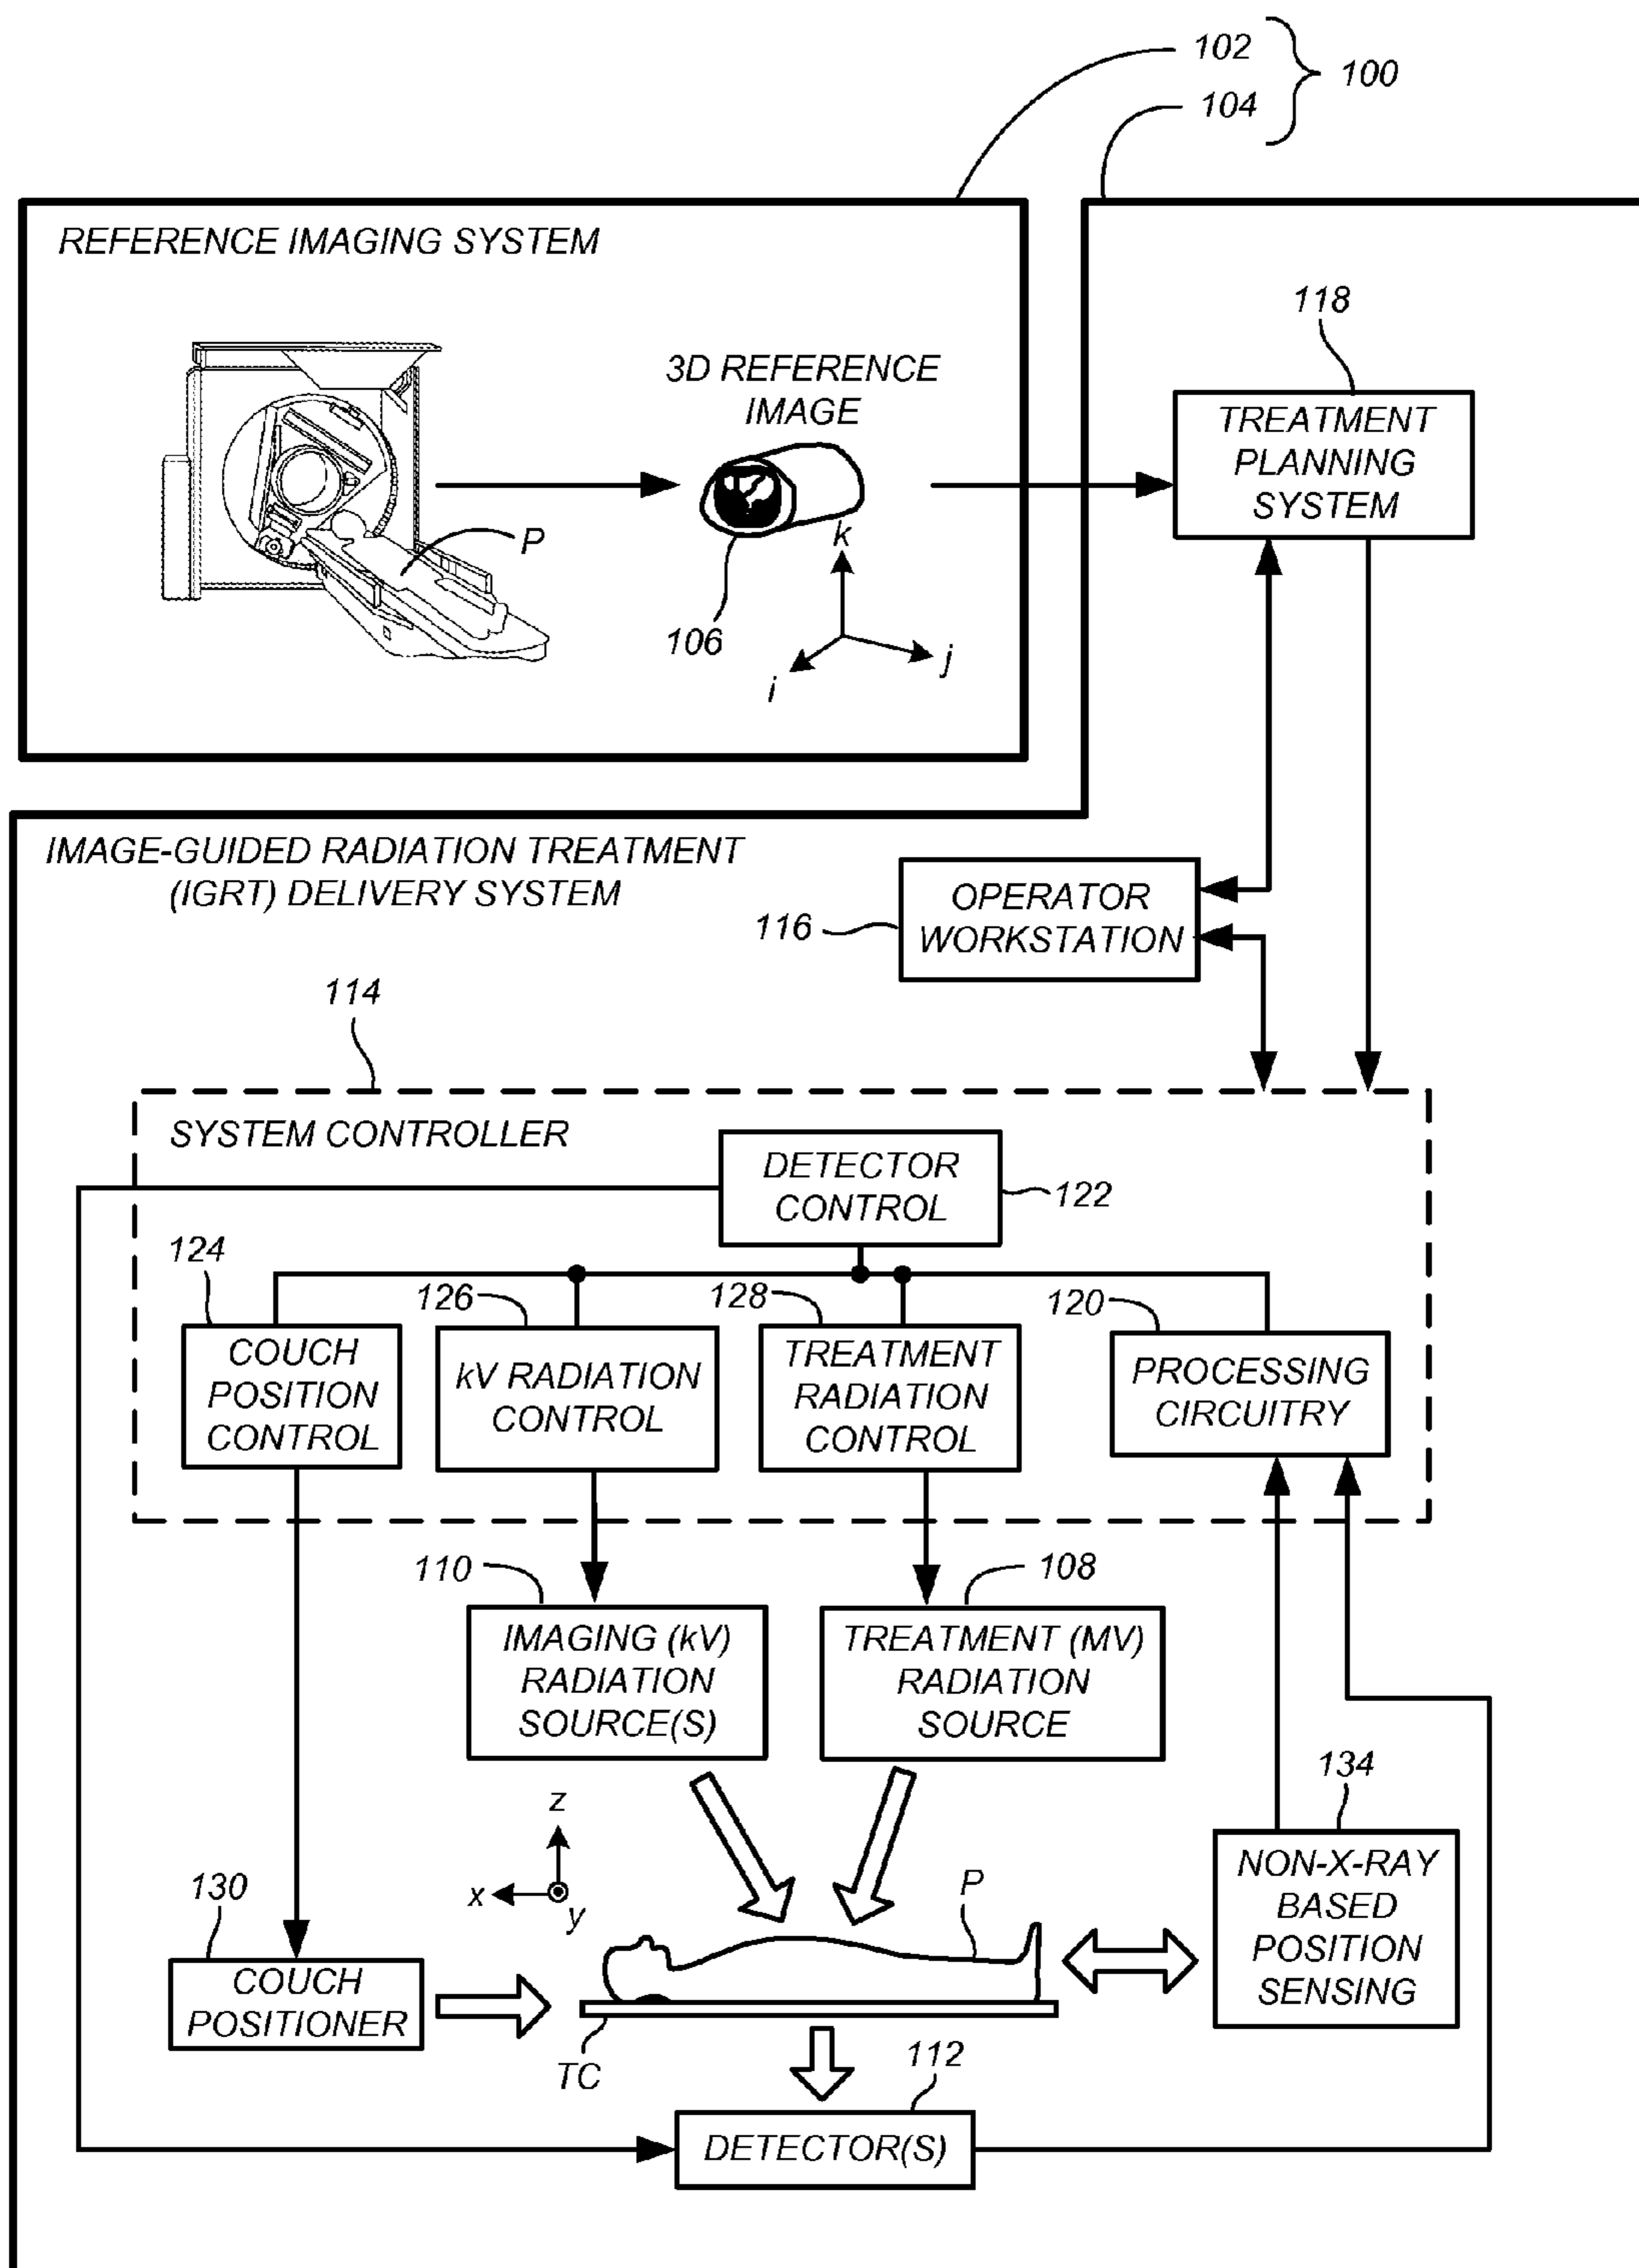 102
100
104
REFERENCE IMAGING SYSTEM
118
3D REFERENCE
IMAGE
TREATMENT
PLANNING
SYSTEM
P
k
106
j
i
IMAGE-GUIDED RADIATION TREATMENT
(IGRT) DELIVERY SYSTEM
OPERATOR
WORKSTATION
116
114
SYSTEM CONTROLLER
DETECTOR
CONTROL
122
124
126
128
120
COUCH
POSITION
CONTROL
kV RADIATION
CONTROL
TREATMENT
RADIATION
CONTROL
PROCESSING
CIRCUITRY
110
108
IMAGING (kV)
RADIATION
SOURCE(S)
TREATMENT (MV)
RADIATION
SOURCE
134
z
x
y
130
P
NON-X-RAY
BASED
POSITION
SENSING
COUCH
POSITIONER
TC
112
DETECTOR(S)